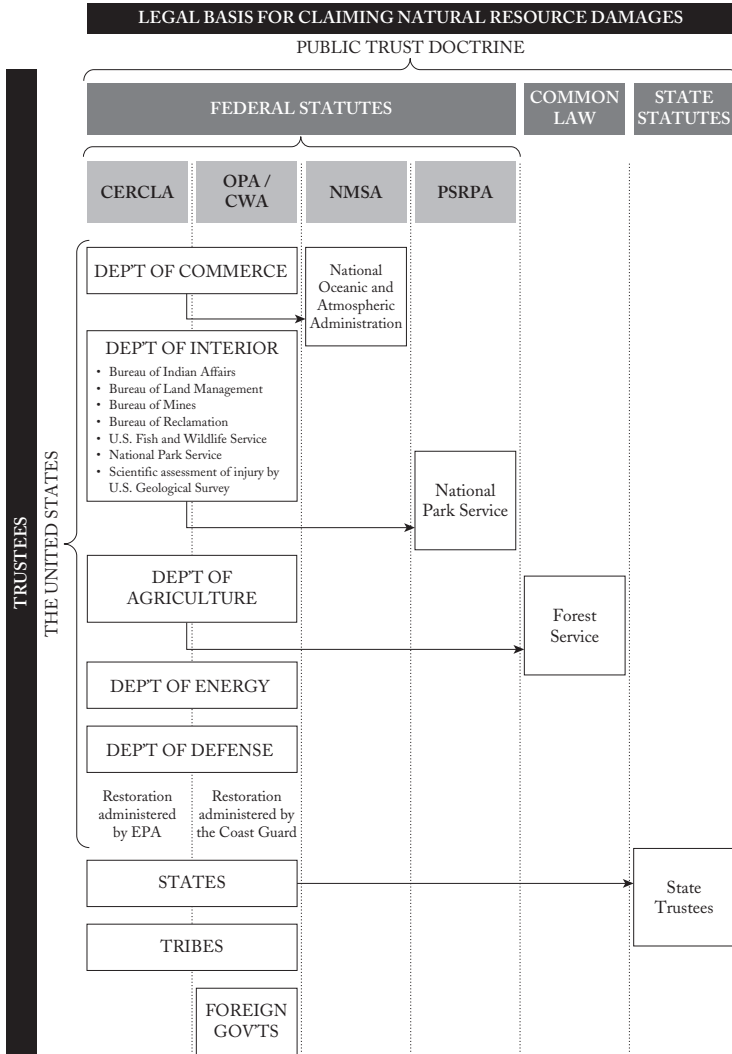 LEGAL BASIS FOR CLAIMING NATURAL RESOURCE DAMAGES
PUBLIC TRUST DOCTRINE
FEDERAL STATUTES
COMMON
LAW
STATE
STATUTES
CERCLA
OPA /
CWA
NMSA
PSRPA
TRUSTEES
THE UNITED STATES
DEP'T OF COMMERCE
National
Oceanic and
Atmospheric
Administration
DEP'T OF INTERIOR
• Bureau of Indian Affairs
• Bureau of Land Management
• Bureau of Mines
• Bureau of Reclamation
• U.S. Fish and Wildlife Service
• National Park Service
• Scientific assessment of injury by
U.S. Geological Survey
National
Park Service
DEP'T OF
AGRICULTURE
Forest
Service
DEP'T OF ENERGY
DEP'T OF DEFENSE
Restoration
administered
by EPA
Restoration
administered by
the Coast Guard
STATES
State
Trustees
TRIBES
FOREIGN
GOV'TS